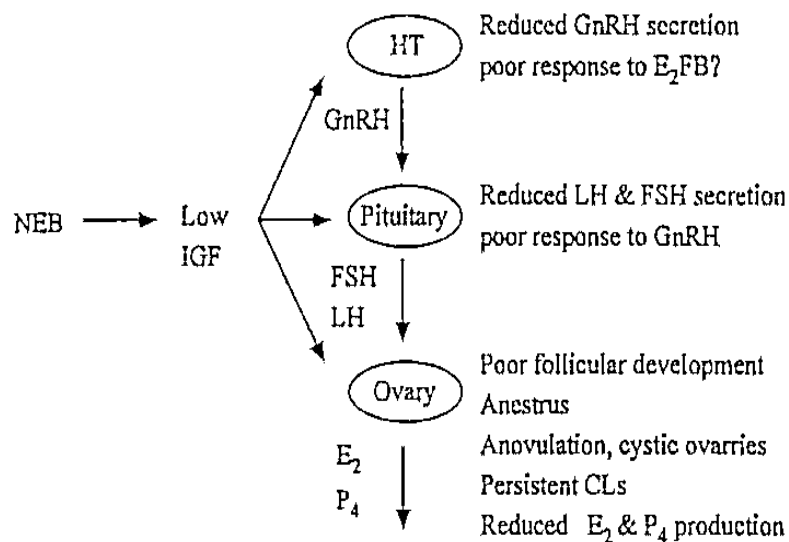 HT
Reduced GnRH secretion
poor response to E₂FB?
GnRH
NEB
Low
IGF
Pituitary
Reduced LH & FSH secretion
poor response to GnRH
FSH
LH
Ovary
Poor follicular development
Anestrus
Anovulation, cystic ovarries
Persistent CLs
Reduced E₂ & P₄ production
E₂
P₄